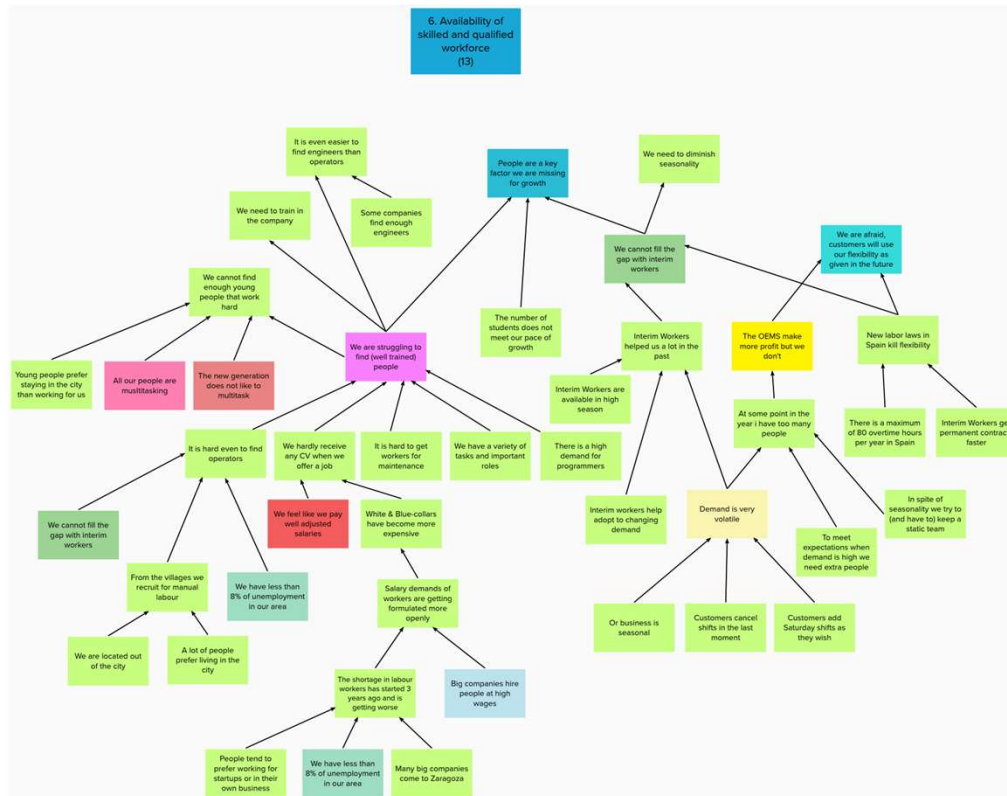 6. Availability of
skilled and qualified
workforce
(13)
It is even easier to
find engineers than
operators
We need to diminish
seasonality
People are a key
factor we are missing
for growth
We need to train in
the company
Some companies
find enough
engineers
We cannot fill the
gap with interim
workers
We are afraid,
customers will use
our flexibility as
given in the future
We cannot find
enough young
people that work
hard
The number of
students does not
meet our pace of
growth
Interim Workers
helped us a lot in the
past
The OEMS make
more profit but we
don't
New labor laws in
Spain kill flexibility
We are struggling to
find (well trained)
people
Young people prefer
staying in the city
than working for us
All our people are
musltitasking
The new generation
does not like to
multitask
Interim Workers are
available in high
season
At some point in the
year i have too many
people
There is a maximum
of 80 overtime hours
per year in Spain
Interim Workers get
permanent contract
faster
It is hard even to find
operators
We hardly receive
any CV when we
offer a job
It is hard to get
workers for
maintenance
We have a variety of
tasks and important
roles
There is a high
demand for
programmers
We cannot fill the
gap with interim
workers
We feel like we pay
well adjusted
salaries
White & Blue-collars
have become more
expensive
Interim workers help
adopt to changing
demand
Demand is very
volatile
In spite of
seasonality we try to
(and have to) keep a
static team
To meet
expectations when
demand is high we
need extra people
From the villages we
recruit for manual
labour
We have less than
8% of unemployment
in our area
Salary demands of
workers are getting
formulated more
openly
Or business is
seasonal
Customers cancel
shifts in the last
moment
Customers add
Saturday shifts as
they wish
We are located out
of the city
A lot of people
prefer living in the
city
The shortage in labour
workers has started 3
years ago and is
getting worse
Big companies hire
people at high
wages
People tend to
prefer working for
startups or in their
own business
We have less than
8% of unemployment
in our area
Many big companies
come to Zaragoza